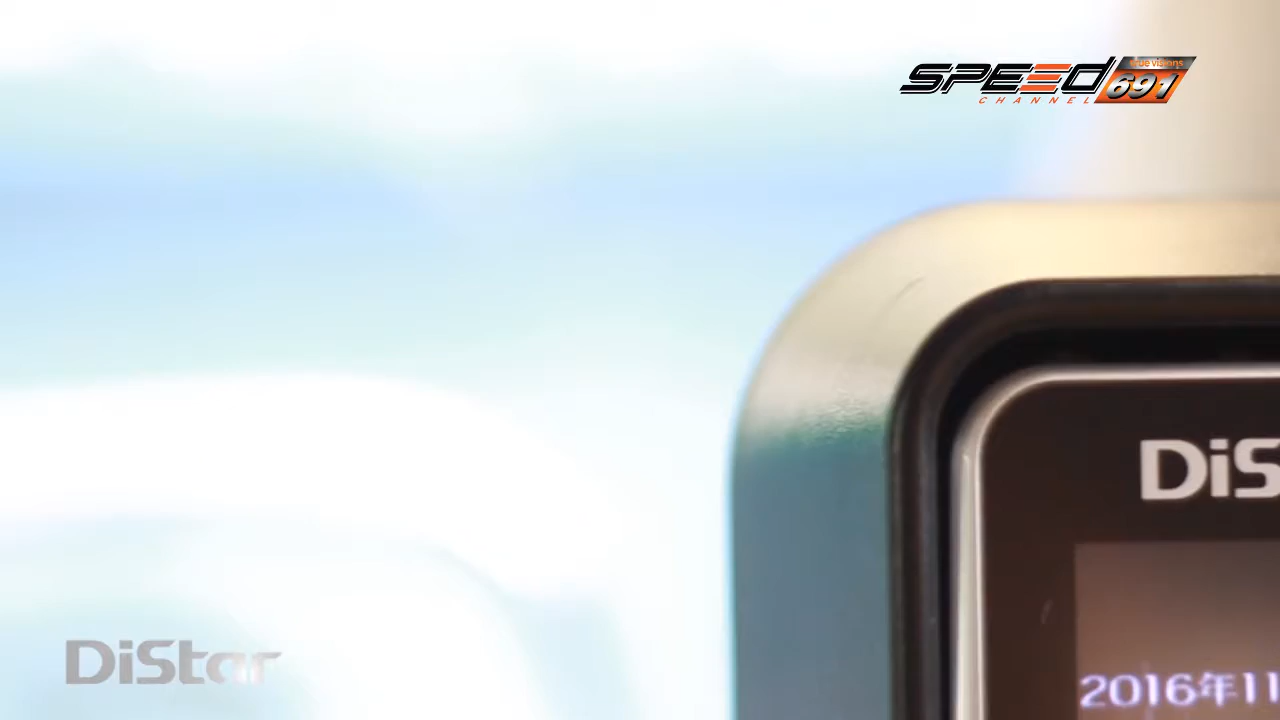 SPEED
CHANNEL
true visions
691
DiS
2016年11
DiStar